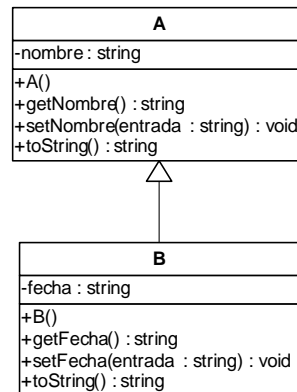 A
-nombre : string
+A()
+getNombre() : string
+setNombre(entrada : string) : void
+toString() : string
B
-fecha : string
+B()
+getFecha() : string
+setFecha(entrada : string) : void
+toString() : string